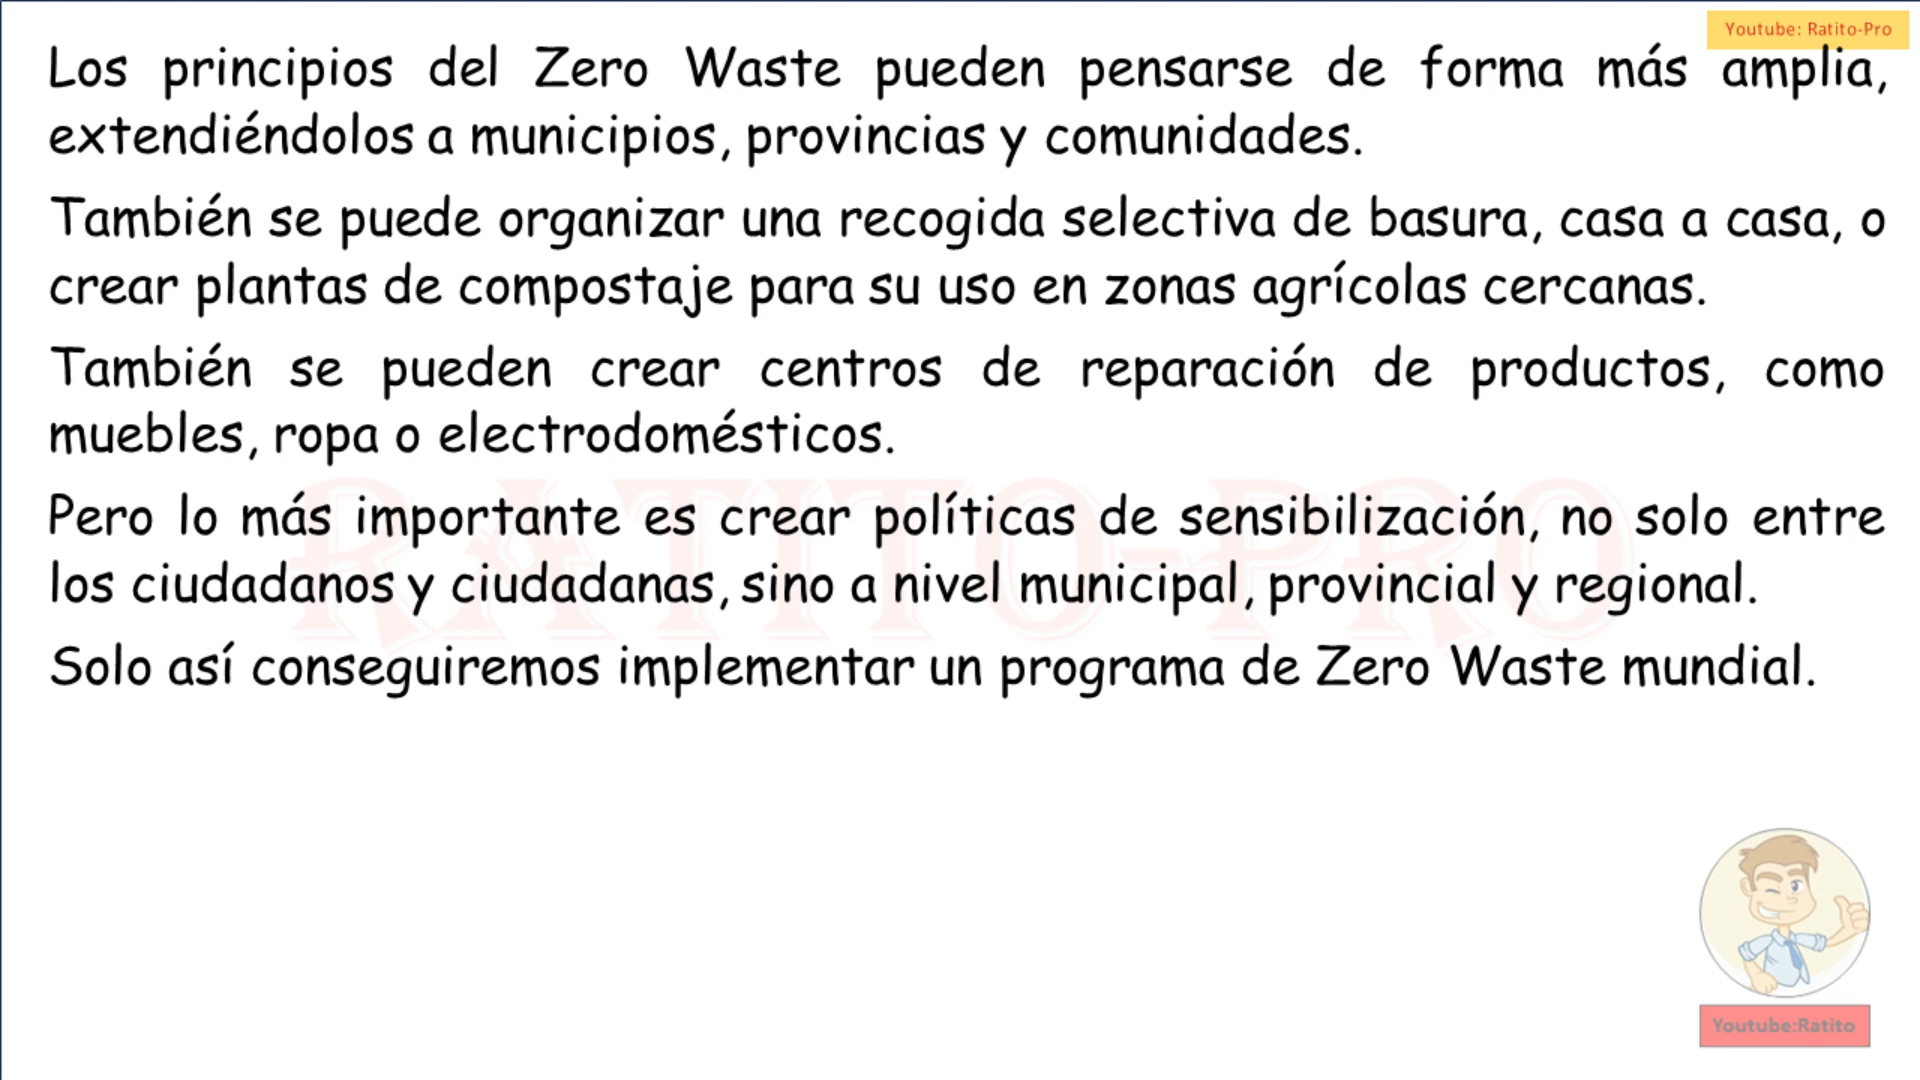 Youtube: Ratito-Pro
Los principios del Zero Waste pueden pensarse de forma más amplia,
extendiéndolos a municipios, provincias y comunidades.
También se puede organizar una recogida selectiva de basura, casa a casa, o
crear plantas de compostaje para su uso en zonas agrícolas cercanas.
También se pueden crear centros de reparación de productos, como
muebles, ropa o electrodomésticos.
Pero lo más importante es crear políticas de sensibilización, no solo entre
los ciudadanos y ciudadanas, sino a nivel municipal, provincial y regional.
RATITO-PRO
Solo así conseguiremos implementar un programa de Zero Waste mundial.
Youtube:Ratito